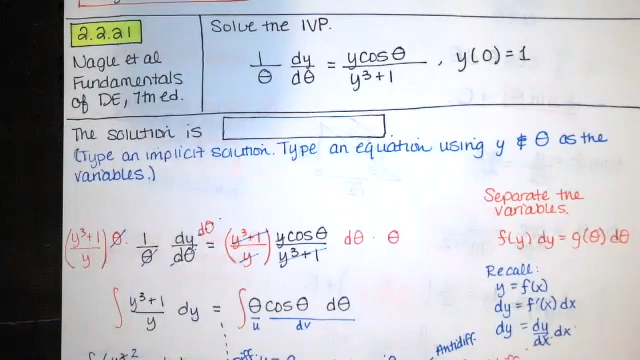 2.2.21
Nagle et al
Fundamentals
of DE, 7th ed.
Solve the IVP.
1/θ dy/dθ = ycosθ/y³+1 , y(0)=1
The solution is
(Type an implicit solution. Type an equation using y & θ as the
variables.)
Separate the
variables.
f(y) dy = g(θ) dθ
(y³+1/y) θ · 1/θ dy/dθ dθ = (y³+1/y) ycosθ/y³+1 dθ · θ
∫ y³+1/y dy = ∫ θ cosθ dθ
u dv
Recall:
y = f(x)
dy = f'(x) dx
dy = dy/dx dx
Antidiff.